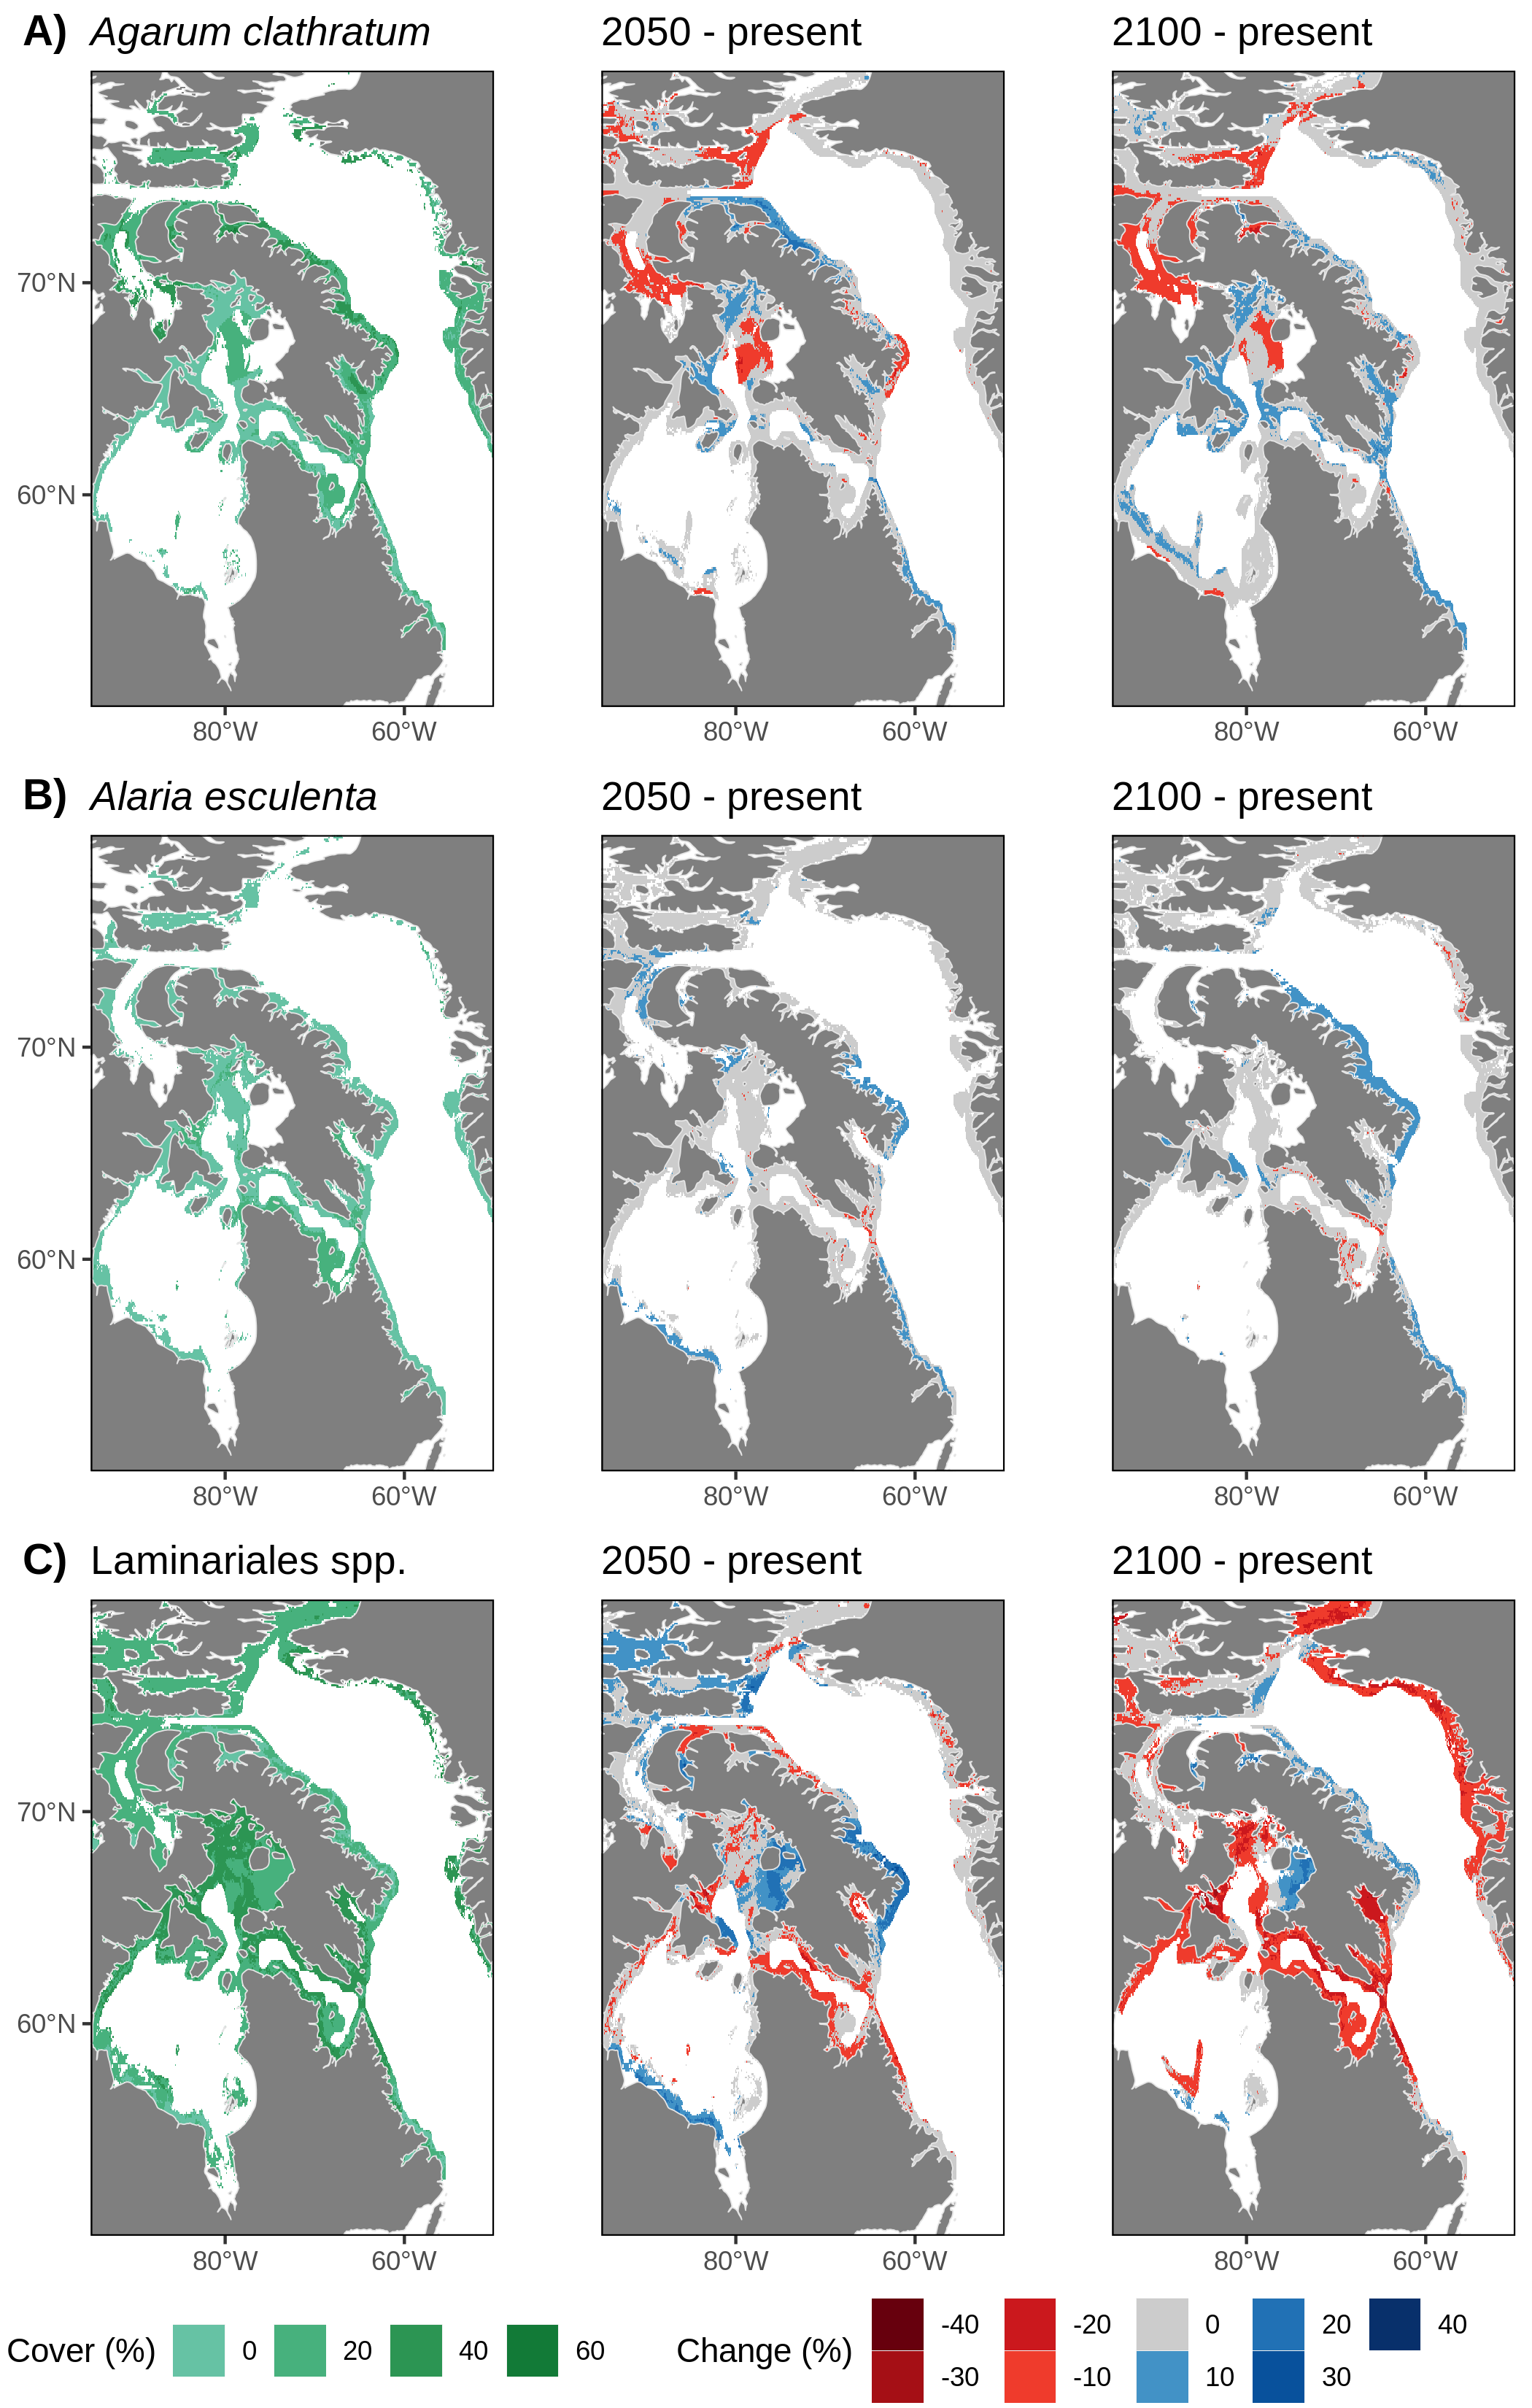 A) Agarum clathratum 2050 - present 2100 - present
70°N
60°N
80°W 60°W 80°W 60°W 80°W 60°W
B) Alaria esculenta 2050 - present 2100 - present
70°N
60°N
80°W 60°W 80°W 60°W 80°W 60°W
C) Laminariales spp. 2050 - present 2100 - present
70°N
60°N
80°W 60°W 80°W 60°W 80°W 60°W
Cover (%) 0 20 40 60
Change (%)
-40 -20 0 20 40
-30 -10 10 30